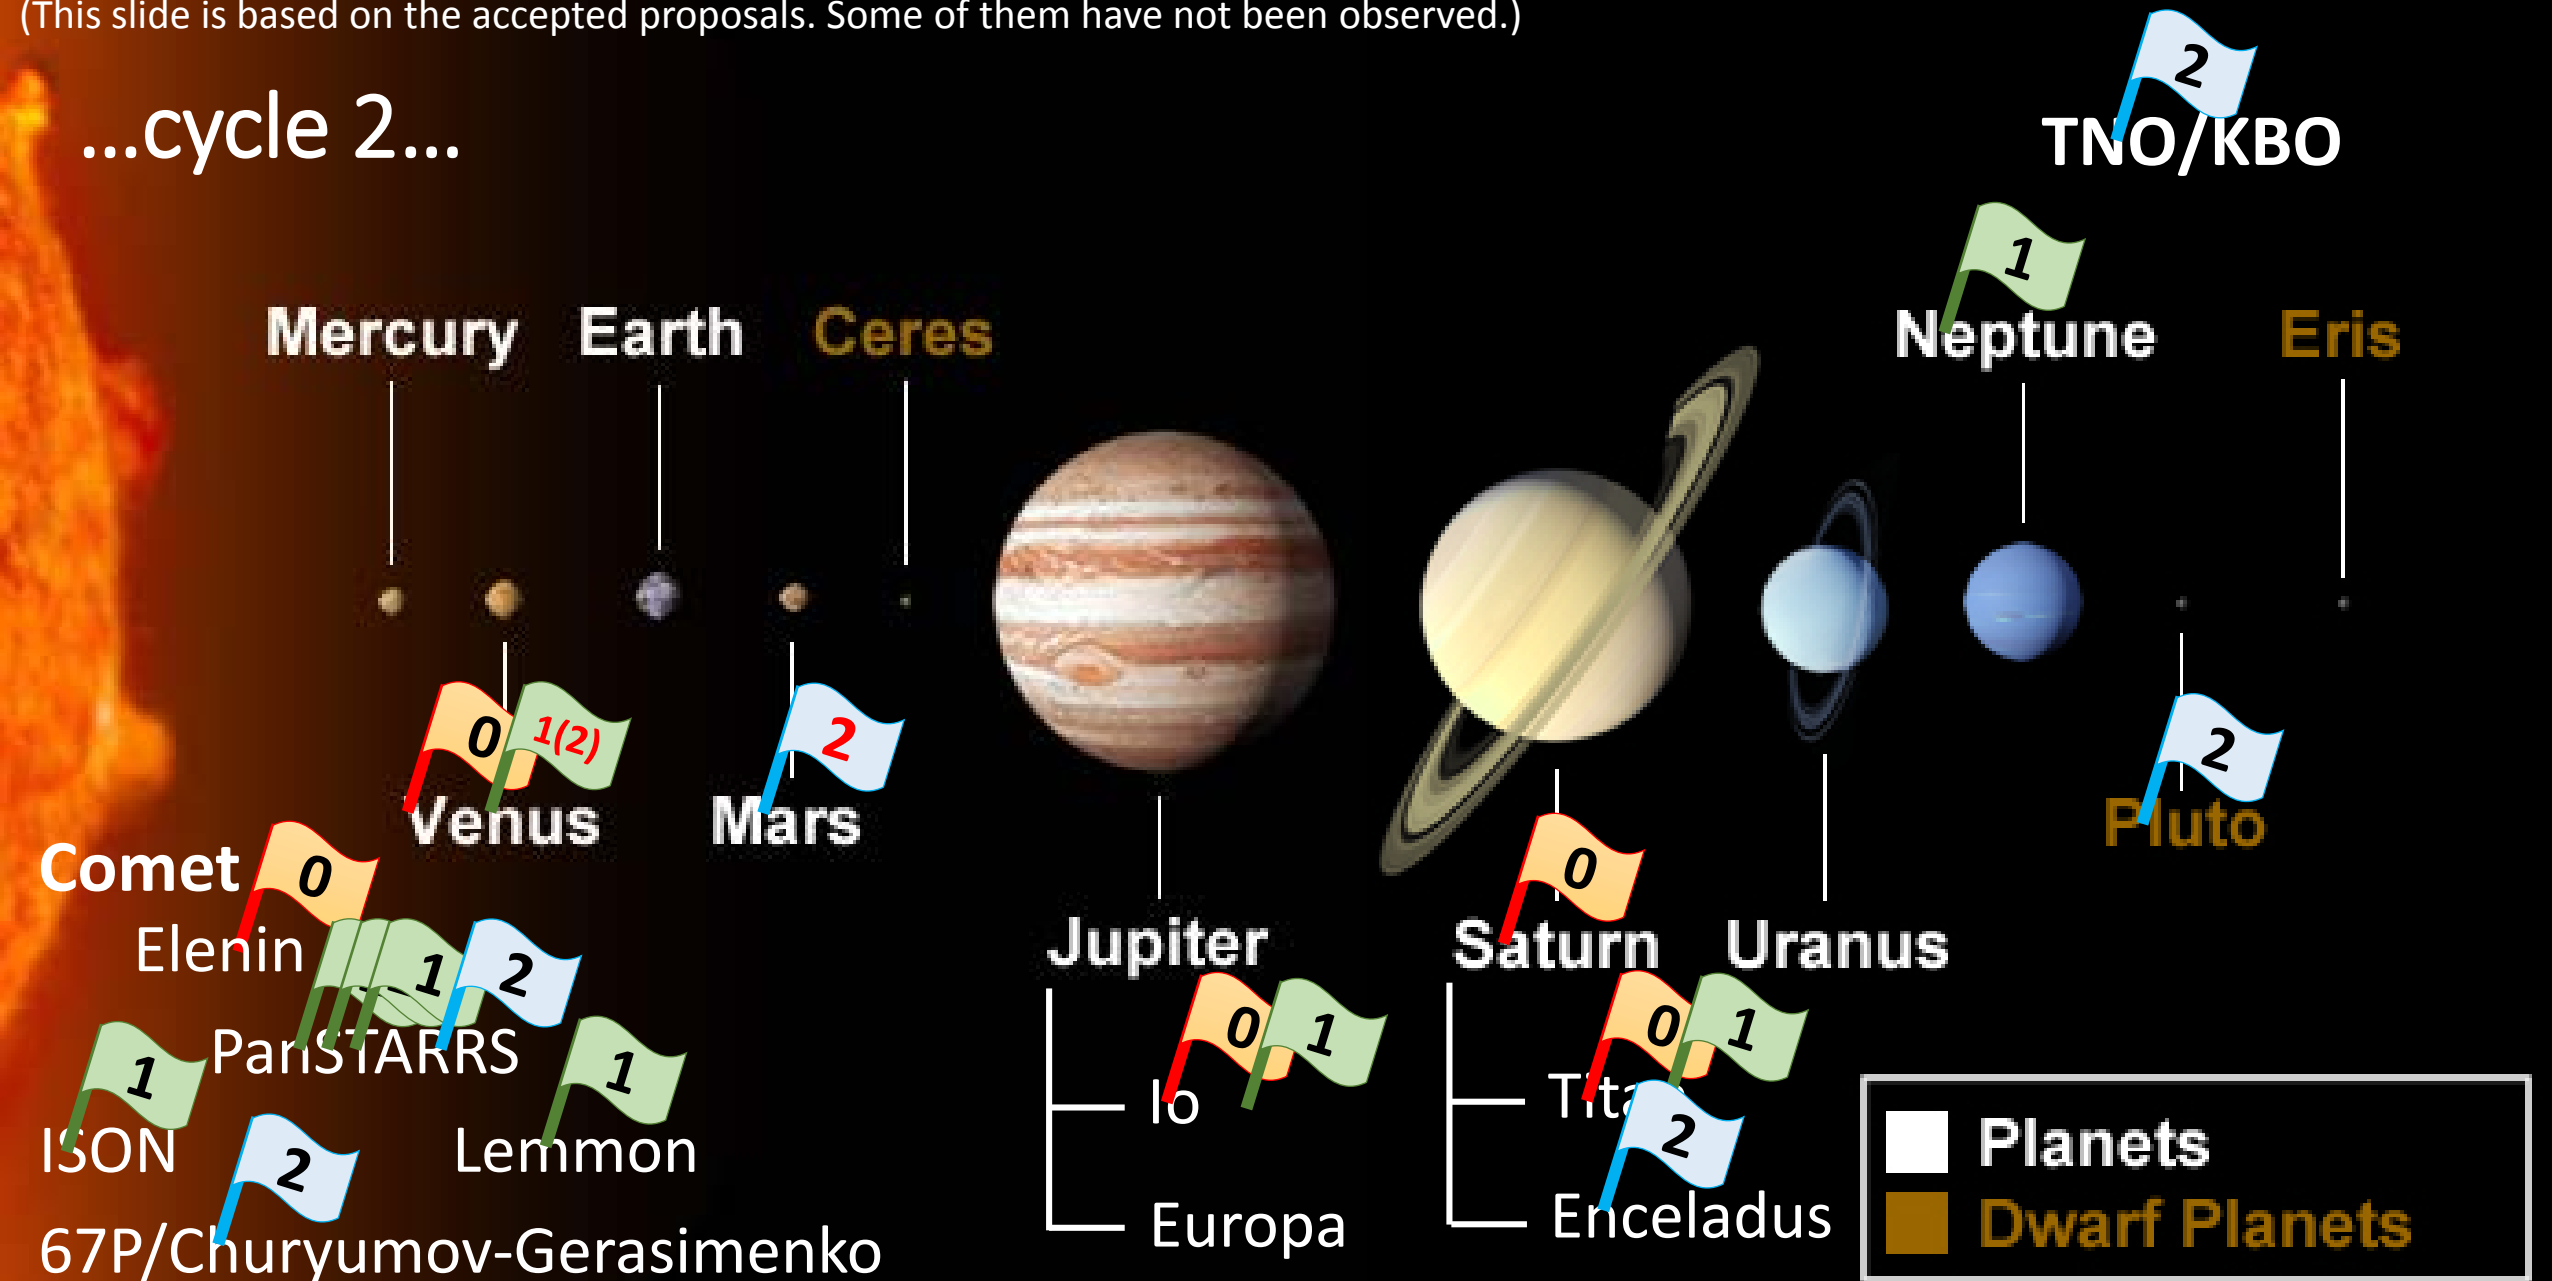 (This slide is based on the accepted proposals. Some of them have not been observed.)
...cycle 2...
2
TNO/KBO
1
Mercury
Earth
Ceres
Neptune
Eris
0
1(2)
2
2
Venus
Mars
Pluto
Comet
0
0
Elenin
1
2
Jupiter
Saturn
Uranus
PanSTARRS
0
1
0
1
1
1
Io
Titan
2
ISON
2
Lemmon
Europa
Enceladus
67P/Churyumov-Gerasimenko
Planets
Dwarf Planets